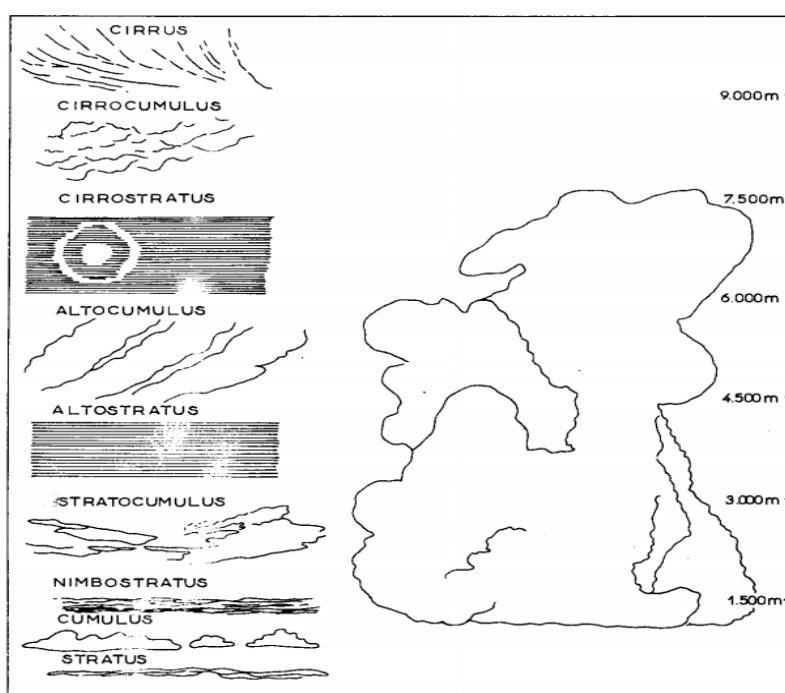 CIRRUS
9.000m
CIRROCUMULUS
CIRROSTRATUS
7.500m
6.000m
ALTOCUMULUS
4.500m
ALTOSTRATUS
STRATOCUMULUS
3.000m
NIMBOSTRATUS
1.500m
CUMULUS
STRATUS